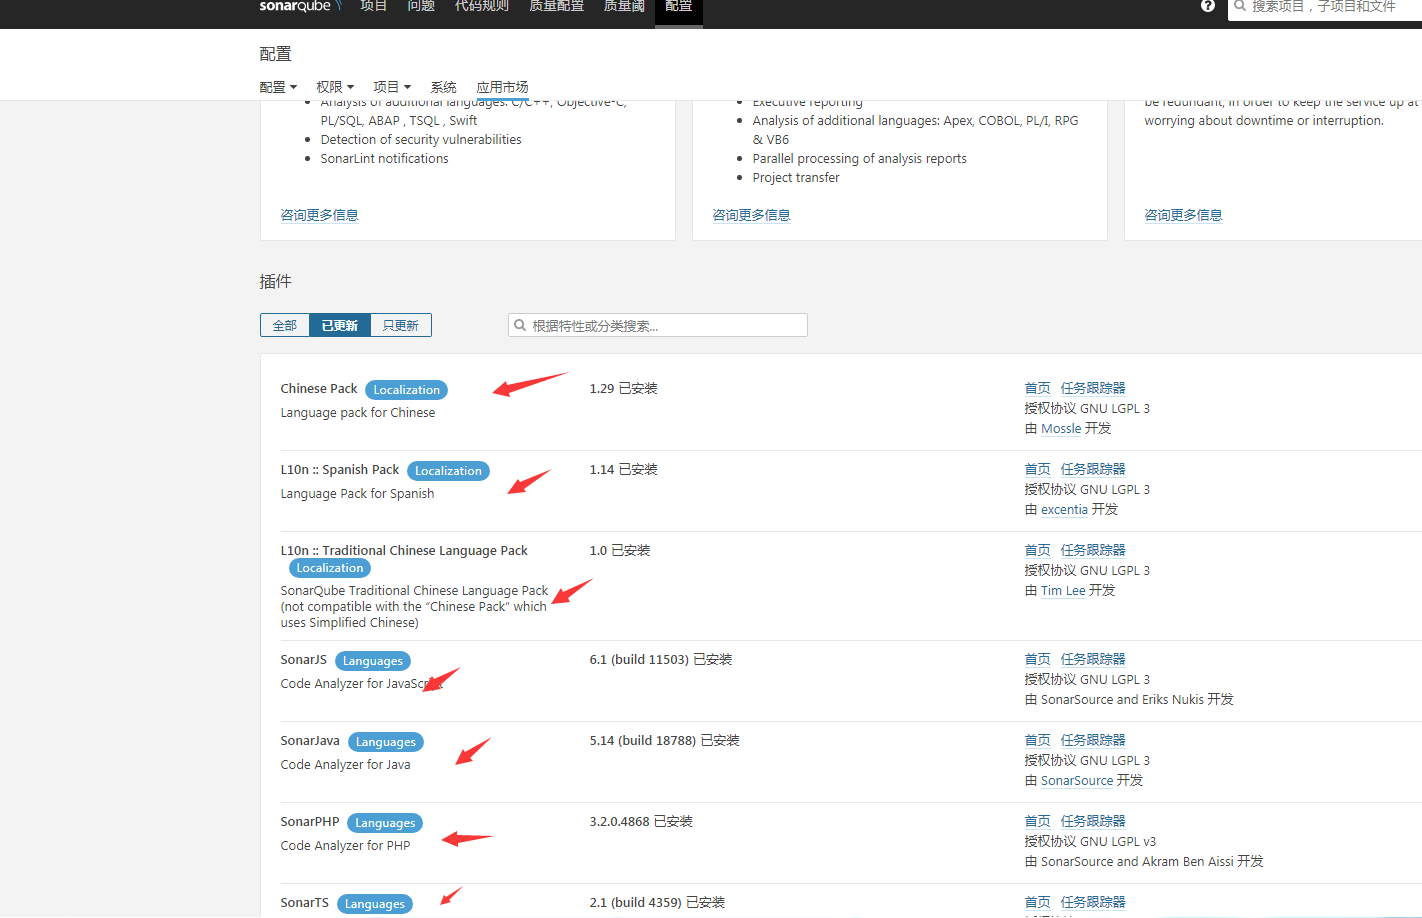 sonarqube 项目 问题 代码规则 质量配置 质量阈 配置 搜索项目，子项目和文件
配置
配置 权限 项目 系统 应用市场
Analysis of additional languages: C/C++, Objective-C,
PL/SQL, ABAP , TSQL , Swift
Detection of security vulnerabilities
SonarLint notifications
咨询更多信息
Executive reporting
Analysis of additional languages: Apex, COBOL, PL/I, RPG
& VB6
Parallel processing of analysis reports
Project transfer
咨询更多信息
be redundant, in order to keep the service up at
worrying about downtime or interruption.
咨询更多信息
插件
全部 已更新 只更新 根据特性或分类搜索...
Chinese Pack Localization
Language pack for Chinese
1.29 已安装
首页 任务跟踪器
授权协议 GNU LGPL 3
由 Mossle 开发
L10n :: Spanish Pack Localization
Language Pack for Spanish
1.14 已安装
首页 任务跟踪器
授权协议 GNU LGPL 3
由 excentia 开发
L10n :: Traditional Chinese Language Pack
Localization
SonarQube Traditional Chinese Language Pack
(not compatible with the “Chinese Pack” which
uses Simplified Chinese)
1.0 已安装
首页 任务跟踪器
授权协议 GNU LGPL 3
由 Tim Lee 开发
SonarJS Languages
Code Analyzer for JavaScript
6.1 (build 11503) 已安装
首页 任务跟踪器
授权协议 GNU LGPL 3
由 SonarSource and Eriks Nukis 开发
SonarJava Languages
Code Analyzer for Java
5.14 (build 18788) 已安装
首页 任务跟踪器
授权协议 GNU LGPL 3
由 SonarSource 开发
SonarPHP Languages
Code Analyzer for PHP
3.2.0.4868 已安装
首页 任务跟踪器
授权协议 GNU LGPL v3
由 SonarSource and Akram Ben Aissi 开发
SonarTS Languages
2.1 (build 4359) 已安装
首页 任务跟踪器